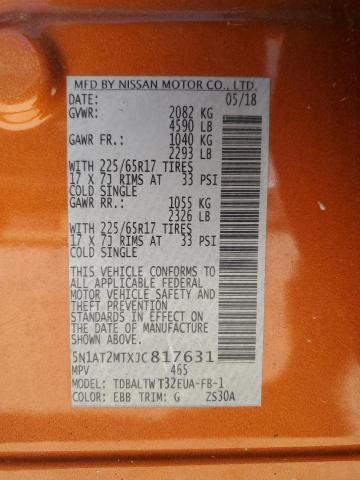 MFD BY NISSAN MOTOR CO., LTD.
DATE: 05/18
GVWR: 2082 KG
4590 LB
GAWR FR.: 1040 KG
2293 LB
WITH 225/65R17 TIRES
17 X 7J RIMS AT 33 PSI
COLD SINGLE
GAWR RR.: 1055 KG
2326 LB
WITH 225/65R17 TIRES
17 X 7J RIMS AT 33 PSI
COLD SINGLE
THIS VEHICLE CONFORMS TO
ALL APPLICABLE FEDERAL
MOTOR VEHICLE SAFETY AND
THEFT PREVENTION
STANDARDS IN EFFECT ON
THE DATE OF MANUFACTURE
SHOWN ABOVE.
5N1AT2MTXJC817631
MPV 465
MODEL: TDBALTW T32EUA-FB-1
COLOR: EBB TRIM: G ZS30A